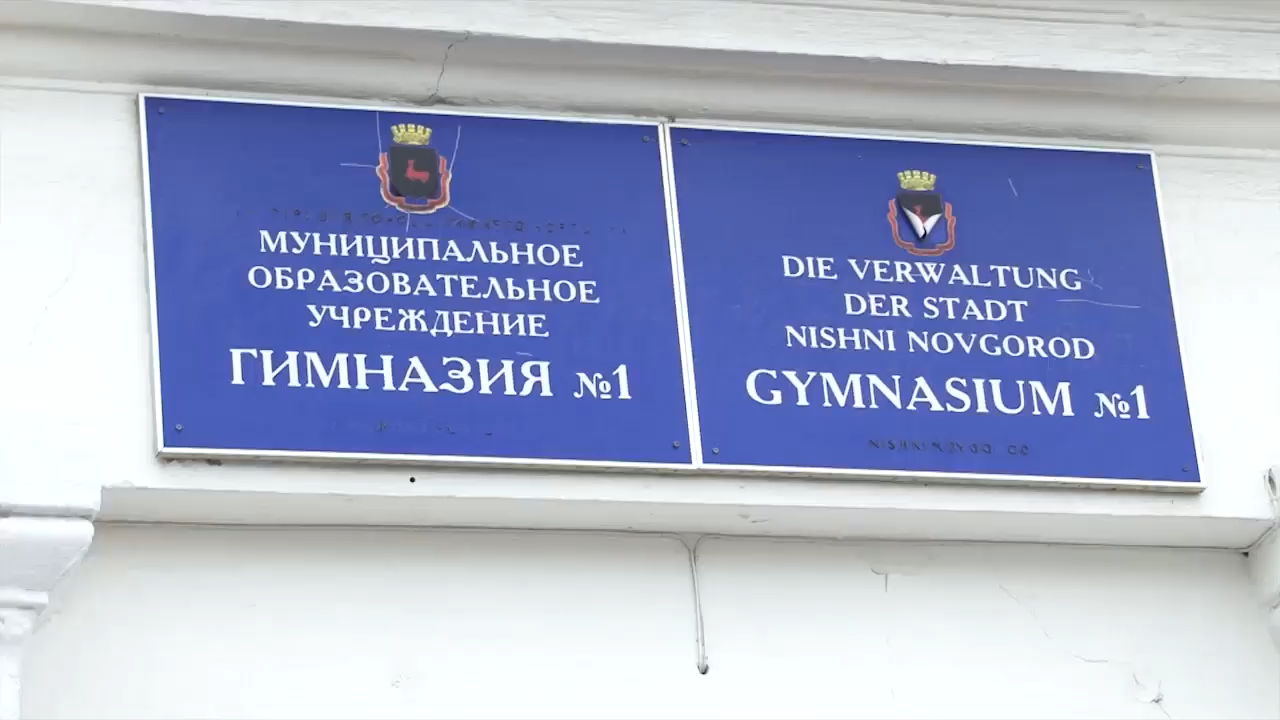 МУНИЦИПАЛЬНОЕ
ОБРАЗОВАТЕЛЬНОЕ
УЧРЕЖДЕНИЕ
ГИМНАЗИЯ №1
DIE VERWALTUNG
DER STADT
NISHNI NOVGOROD
GYMNASIUM №1